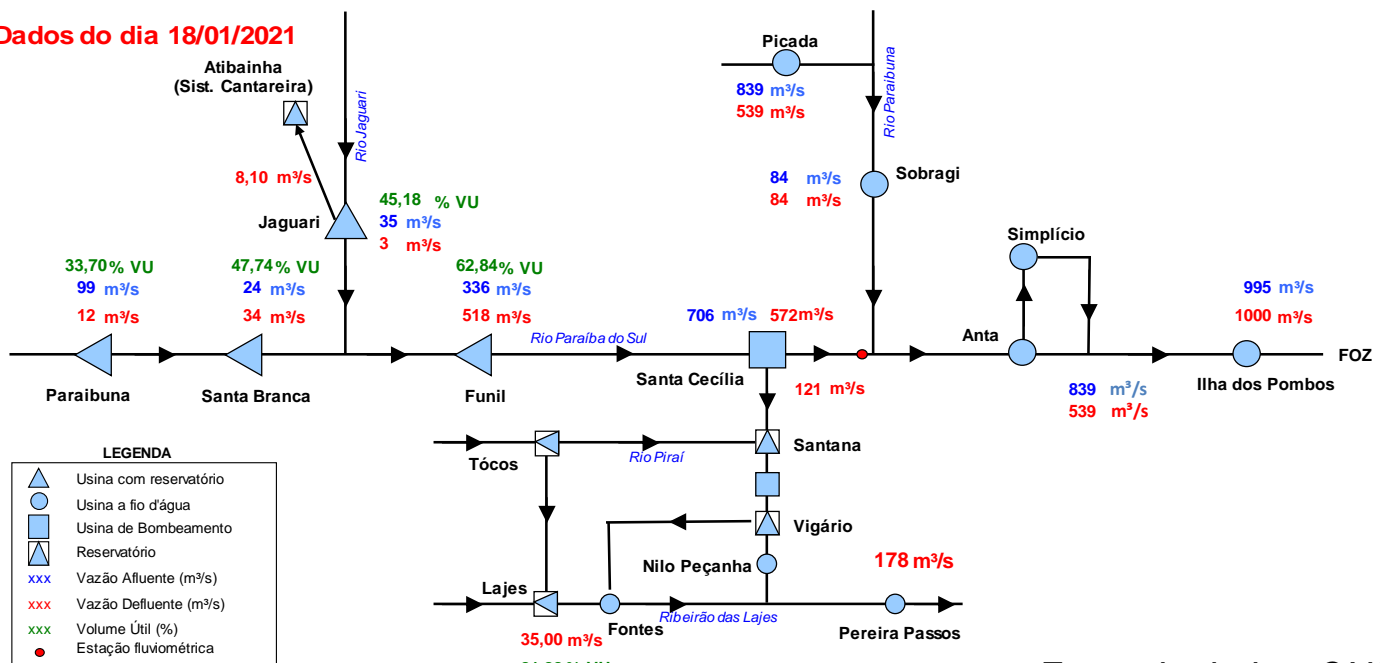 Dados do dia 18/01/2021
Atibainha
(Sist. Cantareira)
Rio Jaguari
8,10 m³/s
Jaguari
45,18 % VU
35 m³/s
3 m³/s
Picada
839 m³/s
539 m³/s
Rio Paraibuna
84 m³/s
84 m³/s
Sobragi
33,70% VU
99 m³/s
12 m³/s
Paraibuna
47,74% VU
24 m³/s
34 m³/s
Santa Branca
62,84% VU
336 m³/s
518 m³/s
Funil
Rio Paraíba do Sul
706 m³/s 572m³/s
Santa Cecília
121 m³/s
Simplício
Anta
839 m³/s
539 m³/s
995 m³/s
1000 m³/s
Ilha dos Pombos
FOZ
Tócos
Rio Piraí
Santana
Vigário
Nilo Peçanha
178 m³/s
Lajes
35,00 m³/s
Fontes
Ribeirão das Lajes
Pereira Passos
LEGENDA
Usina com reservatório
Usina a fio d'água
Usina de Bombeamento
Reservatório
xxx Vazão Afluente (m³/s)
xxx Vazão Defluente (m³/s)
xxx Volume Útil (%)
Estação fluviométrica